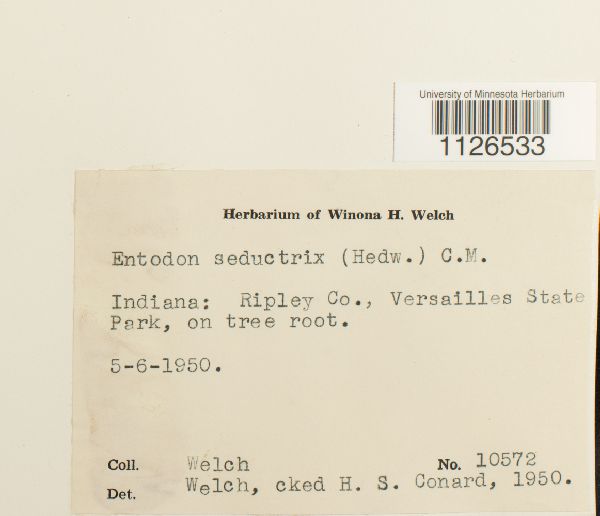 University of Minnesota Herbarium
1126533
Herbarium of Winona H. Welch
Entodon seductrix (Hedw.) C.M.
Indiana: Ripley Co., Versailles State
Park, on tree root.
5-6-1950.
Coll. Welch No. 10572
Det. Welch, cked H. S. Conard, 1950.